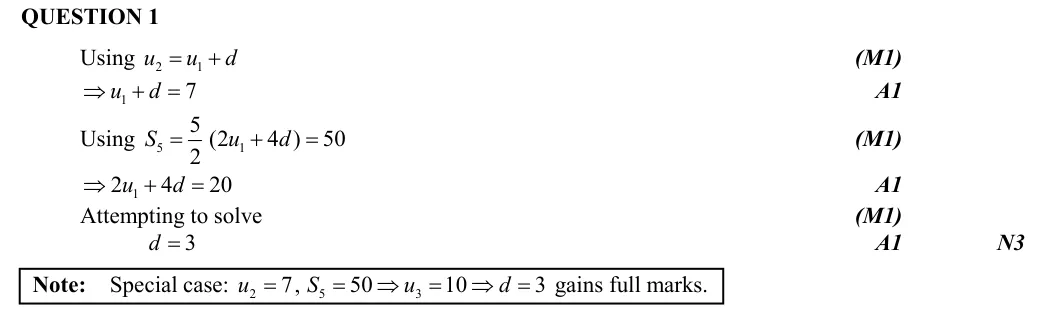 QUESTION 1
Using u₂ = u₁ + d (M1)
⇒ u₁ + d = 7 A1
Using S₅ = 5/2 (2u₁ + 4d) = 50 (M1)
⇒ 2u₁ + 4d = 20 A1
Attempting to solve (M1)
d = 3 A1 N3
Note: Special case: u₂ = 7, S₅ = 50 ⇒ u₃ = 10 ⇒ d = 3 gains full marks.